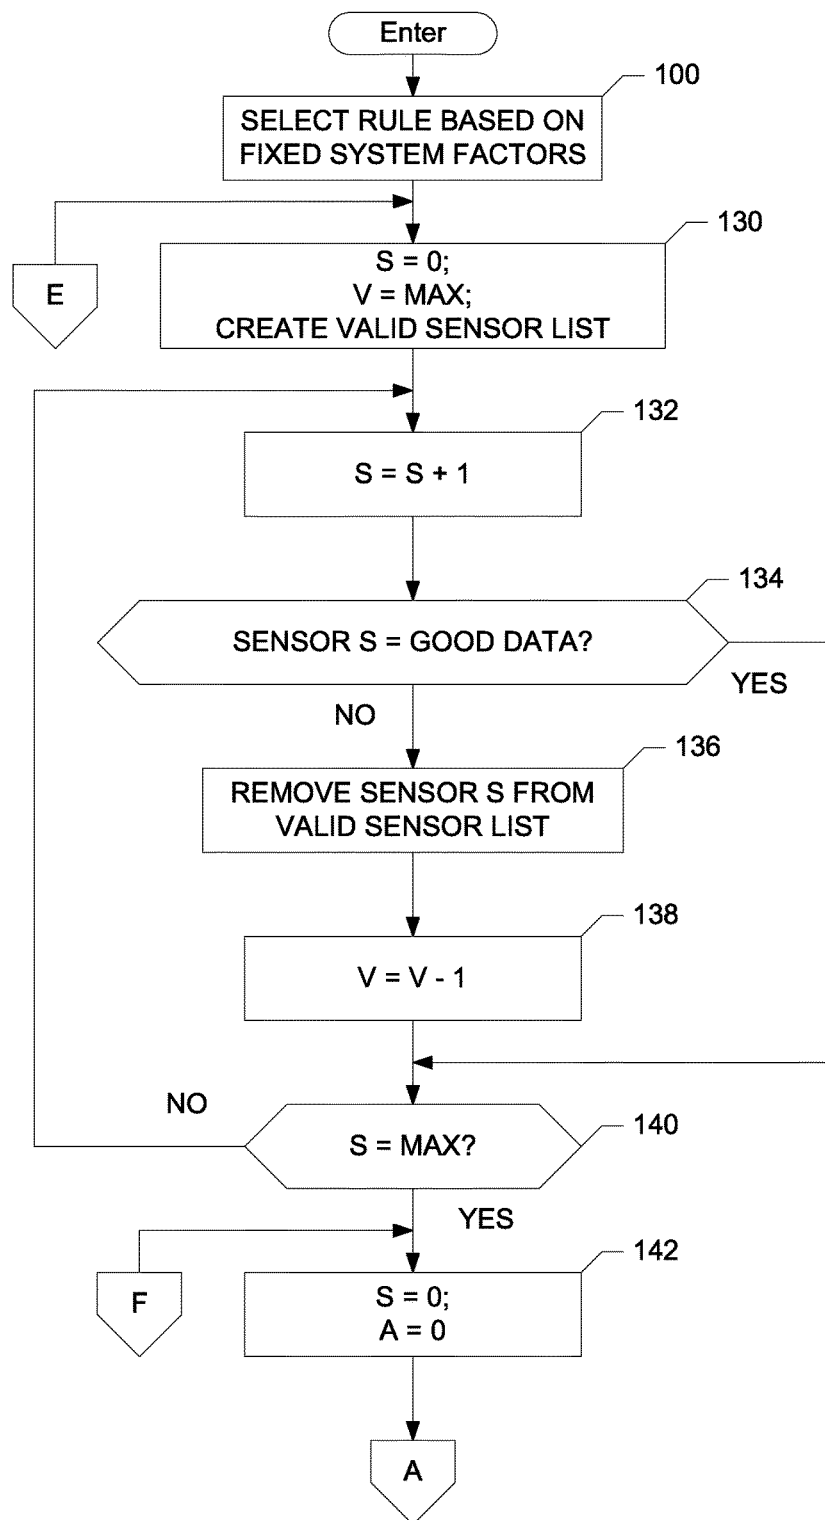 Enter
100
SELECT RULE BASED ON
FIXED SYSTEM FACTORS
130
S = 0;
V = MAX;
CREATE VALID SENSOR LIST
E
132
S = S + 1
134
SENSOR S = GOOD DATA?
YES
NO
136
REMOVE SENSOR S FROM
VALID SENSOR LIST
138
V = V - 1
NO
140
S = MAX?
YES
142
F
S = 0;
A = 0
A